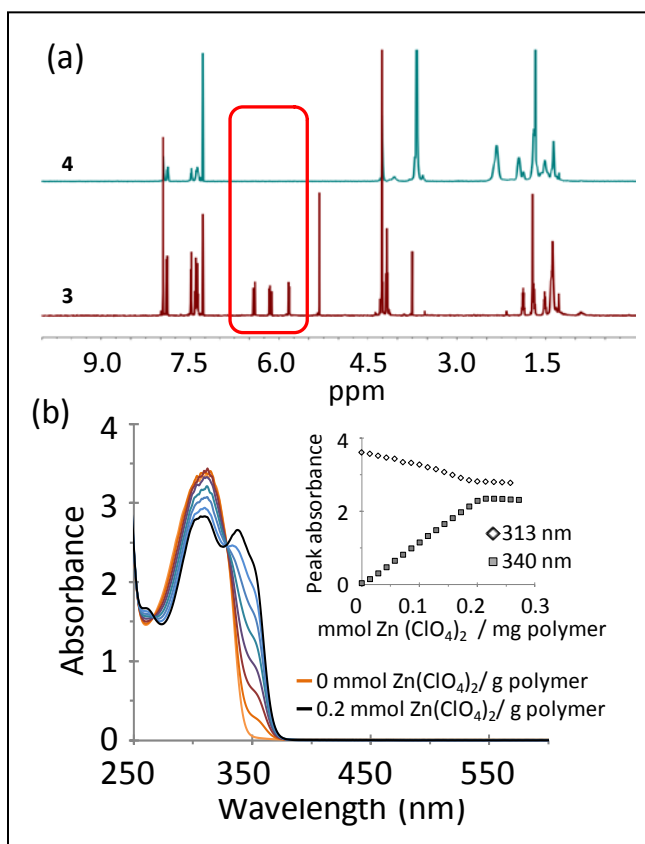 (a)
4
3
9.0 7.5 6.0 4.5 3.0 1.5
ppm
(b)
4
3
2
1
0
250 350 450 550
Wavelength (nm)
Absorbance
4
2
0
0 0.1 0.2 0.3
Peak absorbance
313 nm
340 nm
mmol Zn (ClO₄)₂ / mg polymer
0 mmol Zn(ClO₄)₂/ g polymer
0.2 mmol Zn(ClO₄)₂/ g polymer